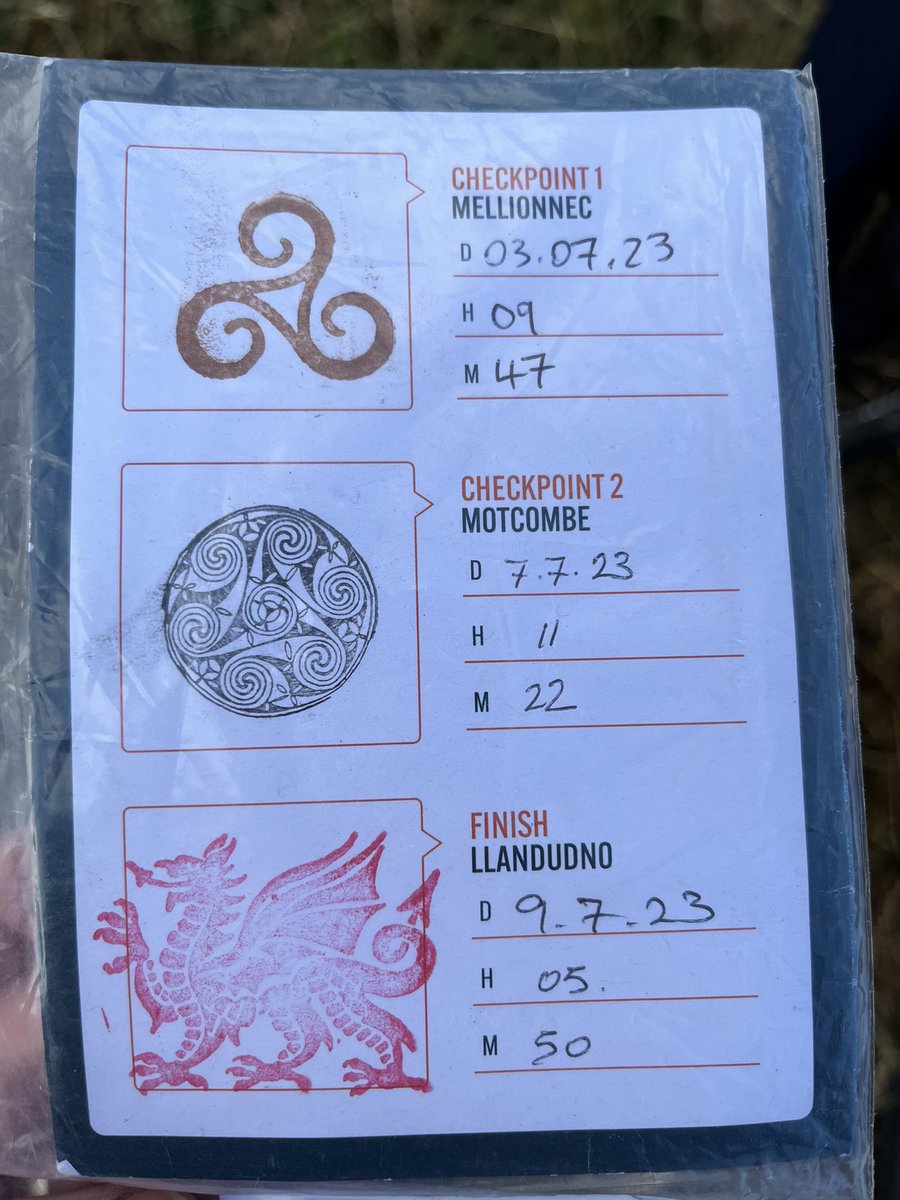 CHECKPOINT 1
MELLIONNEC
D 03.07.23
H 09
M 47
CHECKPOINT 2
MOTCOMBE
D 7.7.23
H 11
M 22
FINISH
LLANDUDNO
D 9.7.23
H 05.
M 50